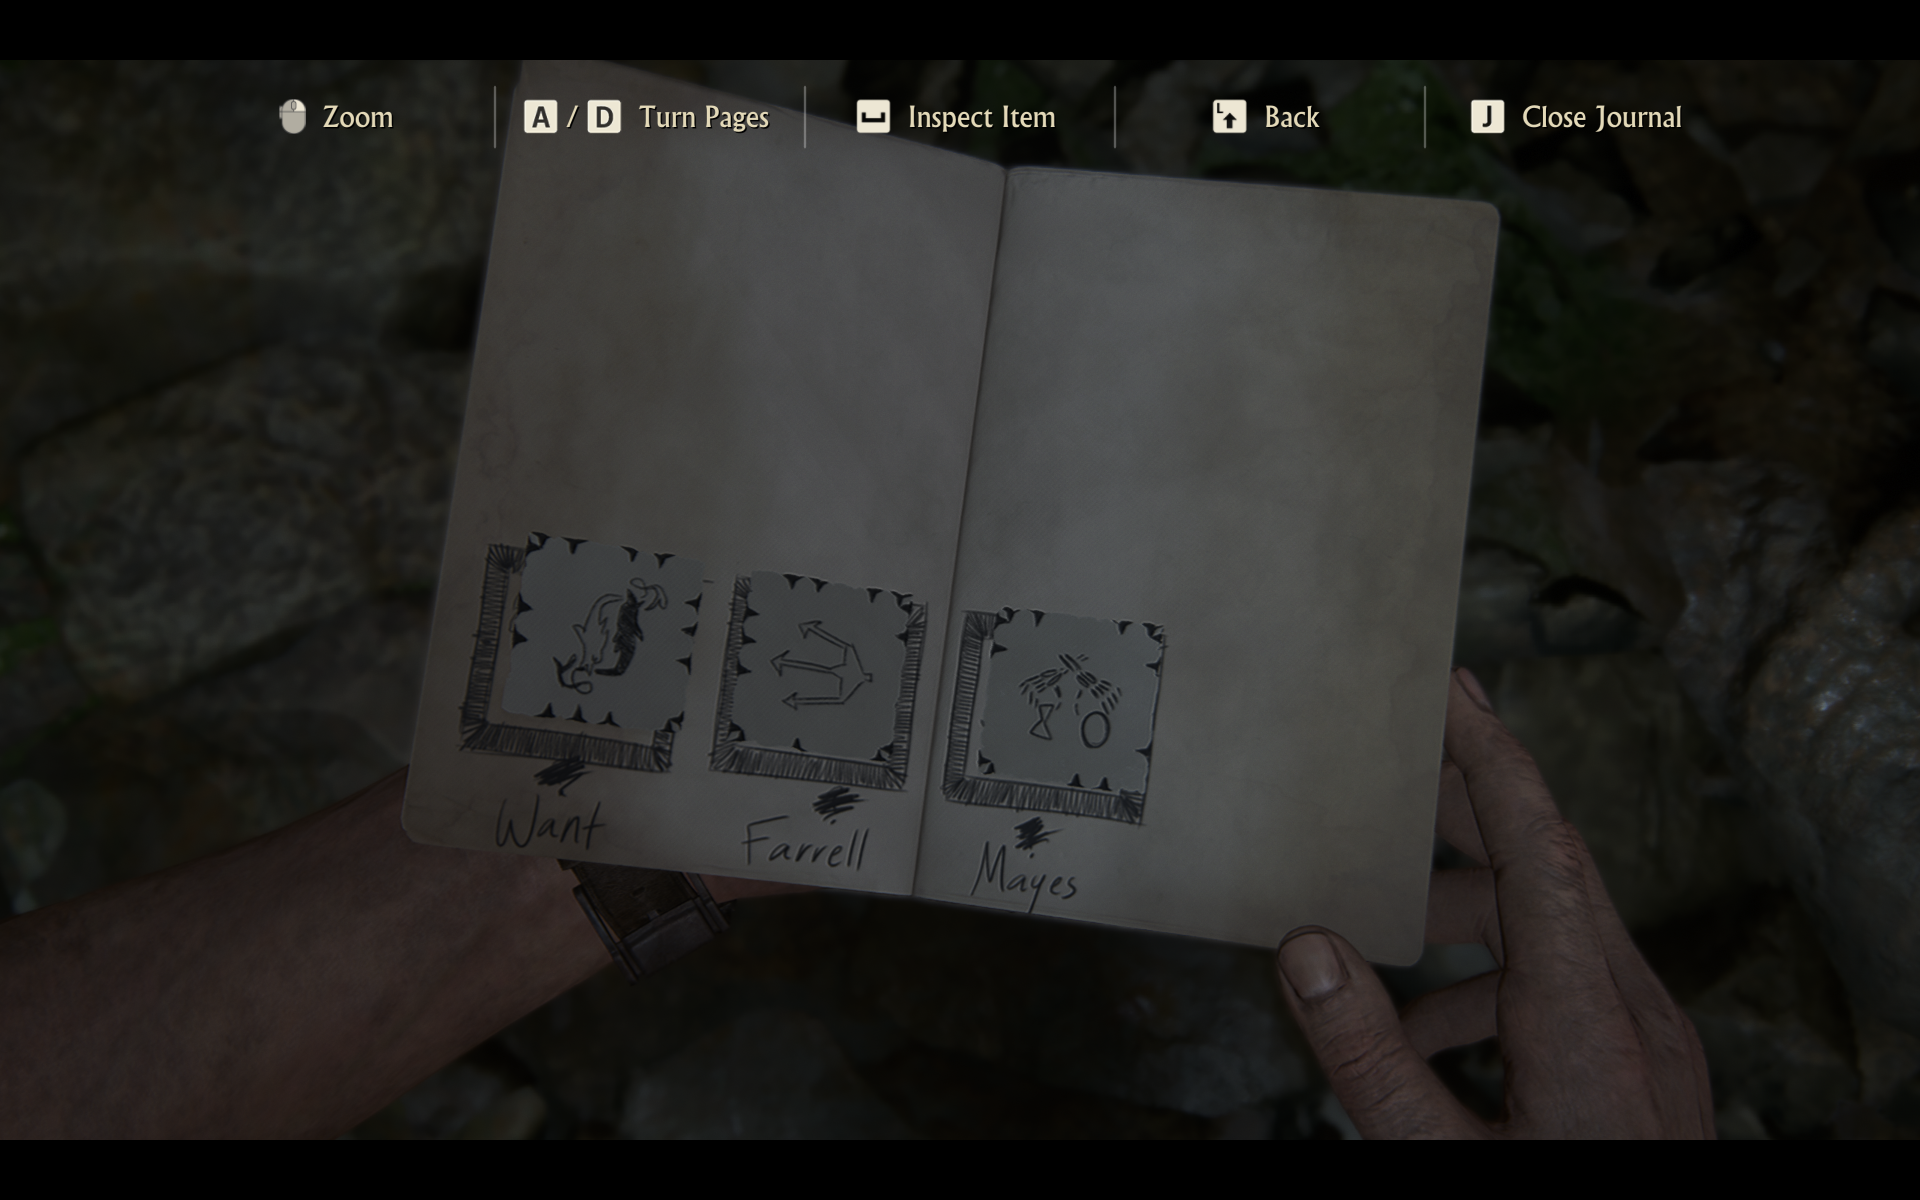 Zoom
A / D Turn Pages
Inspect Item
L Back
J Close Journal
Want
Farrell
Mayes